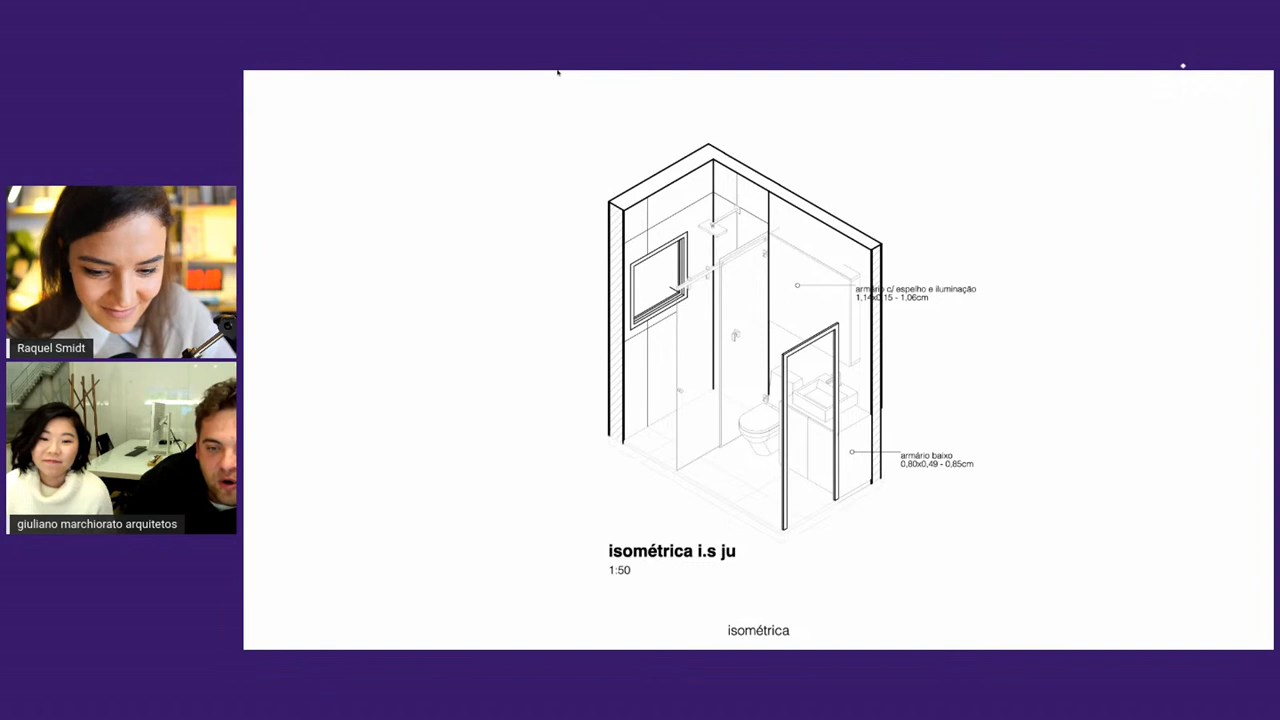 Raquel Smidt
giuliano marchiorato arquitetos
armário c/ espelho e iluminação
1,14x0,15 - 1.06cm
armário baixo
0,80x0,49 - 0,85cm
isométrica i.s ju
1:50
isométrica